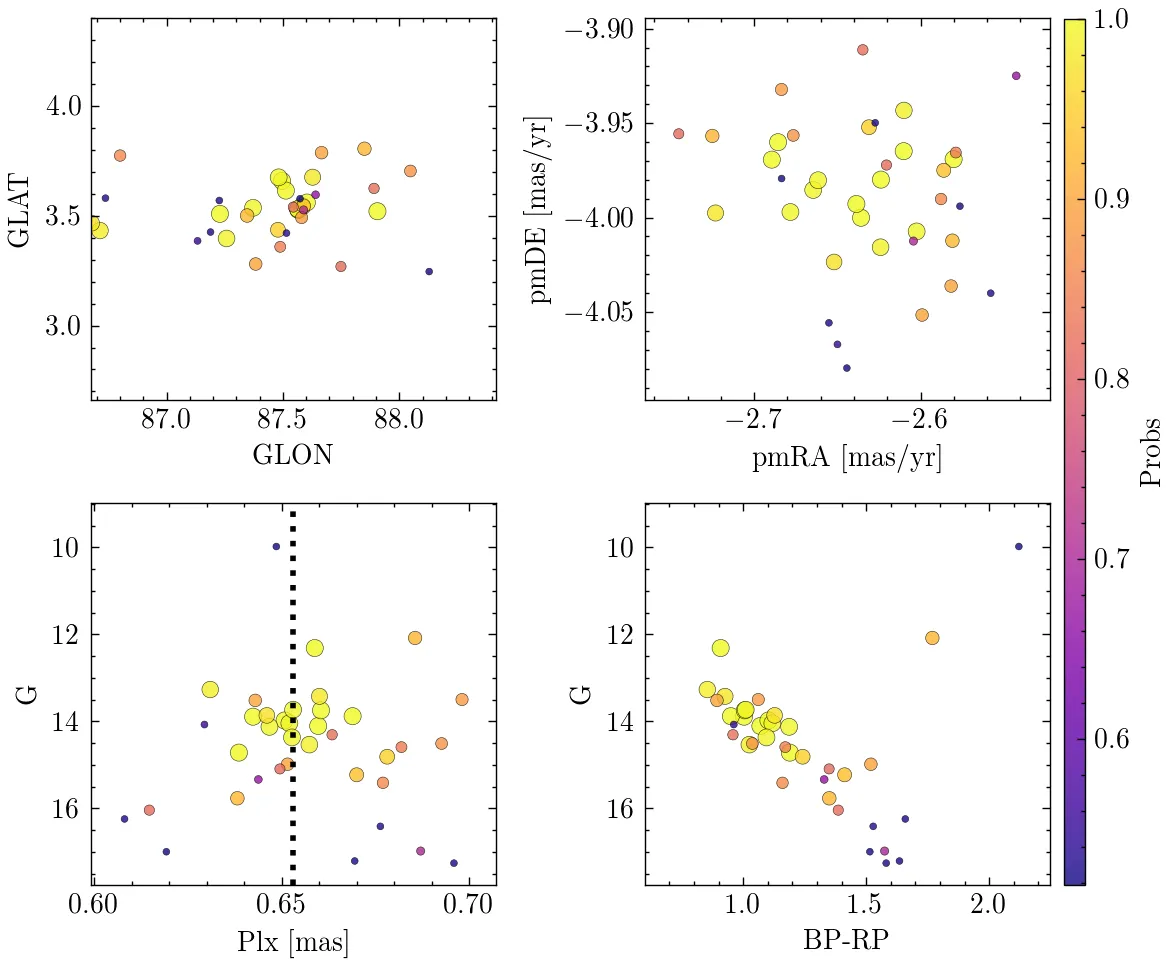 4.0
3.5
3.0
GLAT
87.0 87.5 88.0
GLON
−3.90
−3.95
−4.00
−4.05
pmDE [mas/yr]
−2.7 −2.6
pmRA [mas/yr]
1.0
0.9
0.8
0.7
0.6
Probs
10
12
14
16
G
0.60 0.65 0.70
Plx [mas]
10
12
14
16
G
1.0 1.5 2.0
BP-RP